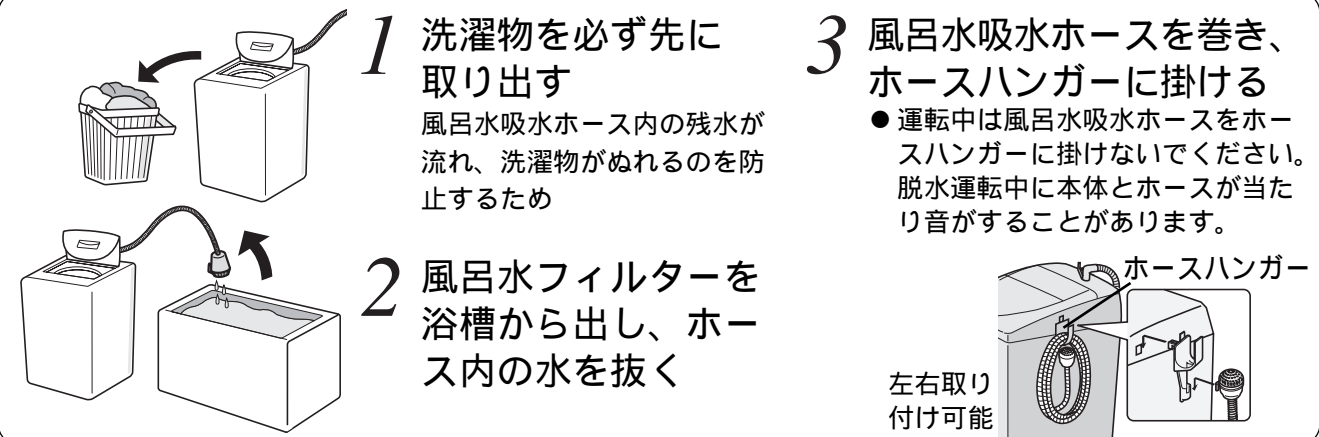 1 洗濯物を必ず先に
取り出す
風呂水吸水ホース内の残水が
流れ、洗濯物がぬれるのを防
止するため
2 風呂水フィルターを
浴槽から出し、ホー
ス内の水を抜く
3 風呂水吸水ホースを巻き、
ホースハンガーに掛ける
● 運転中は風呂水吸水ホースをホー
スハンガーに掛けないでください。
脱水運転中に本体とホースが当た
り音がすることがあります。
ホースハンガー
左右取り
付け可能